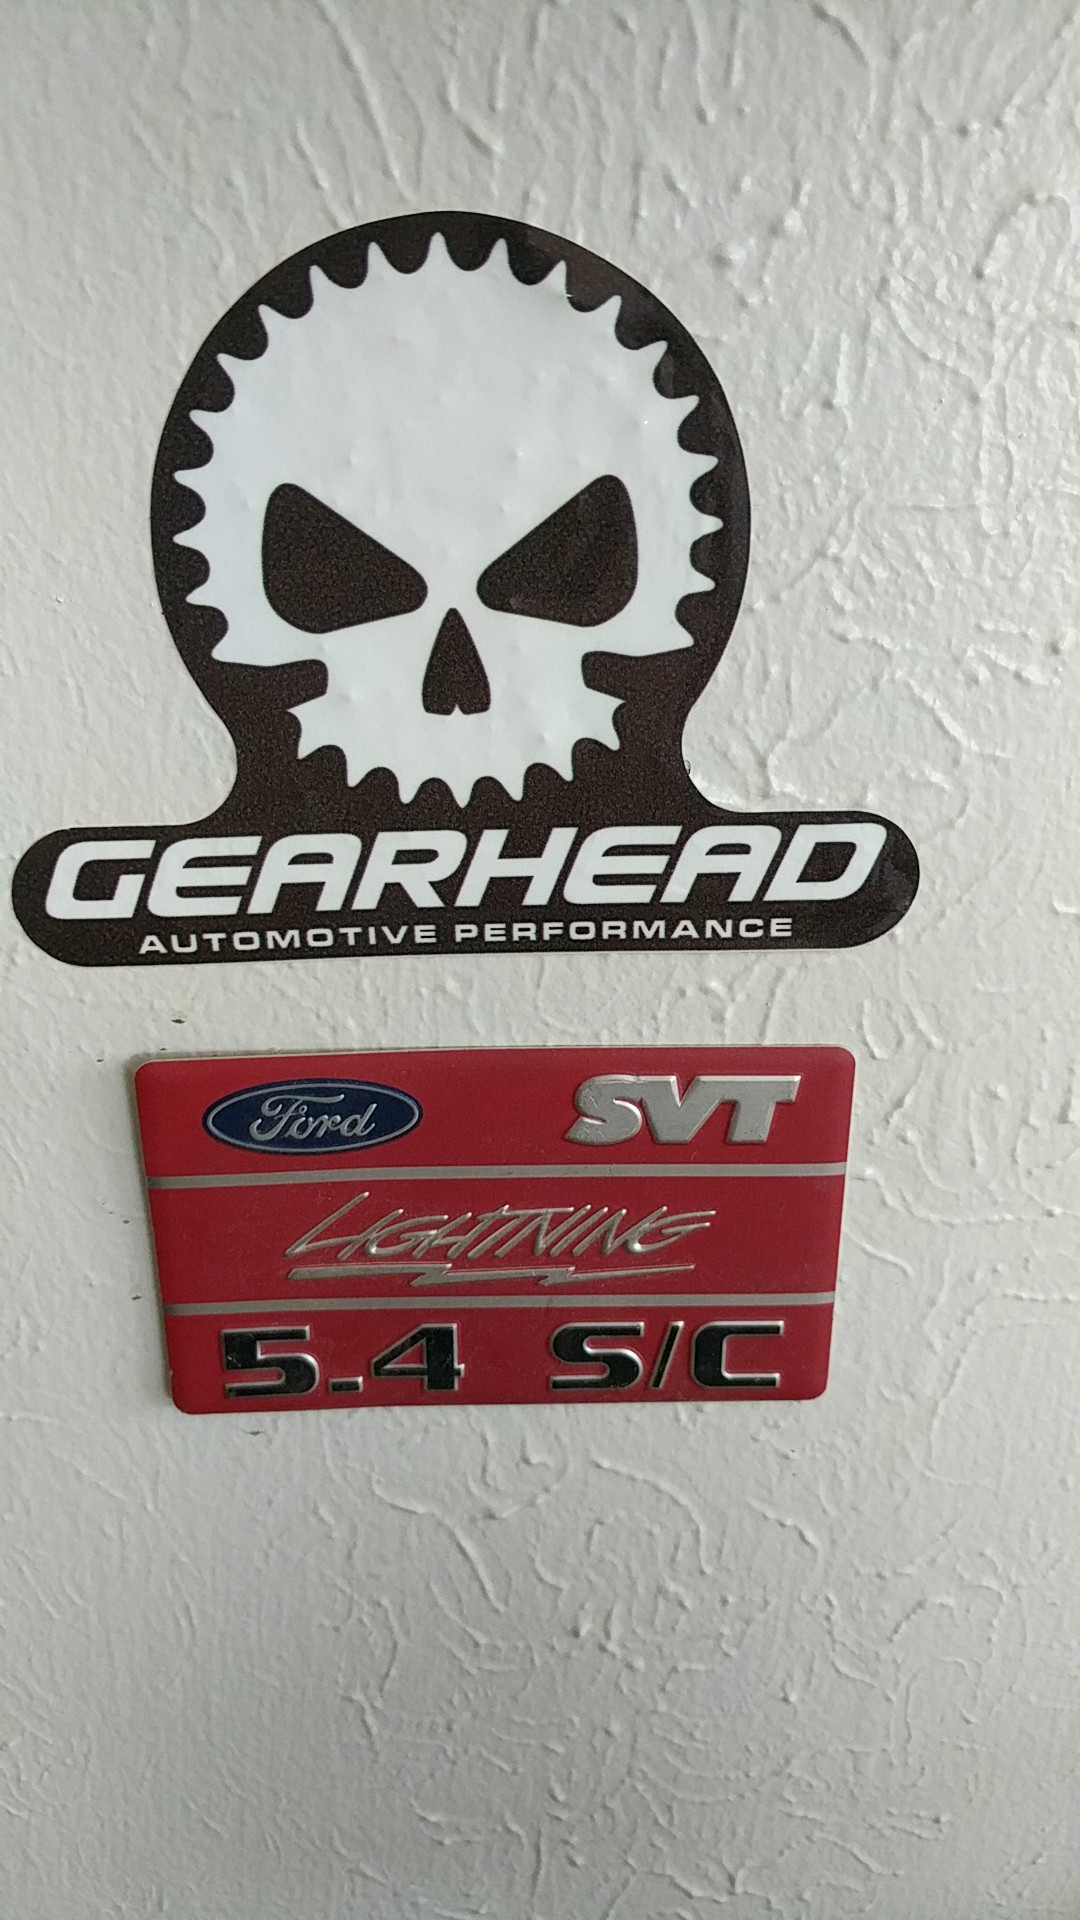 GEARHEAD
AUTOMOTIVE PERFORMANCE
Ford SVT
LIGHTNING
5.4 S/C